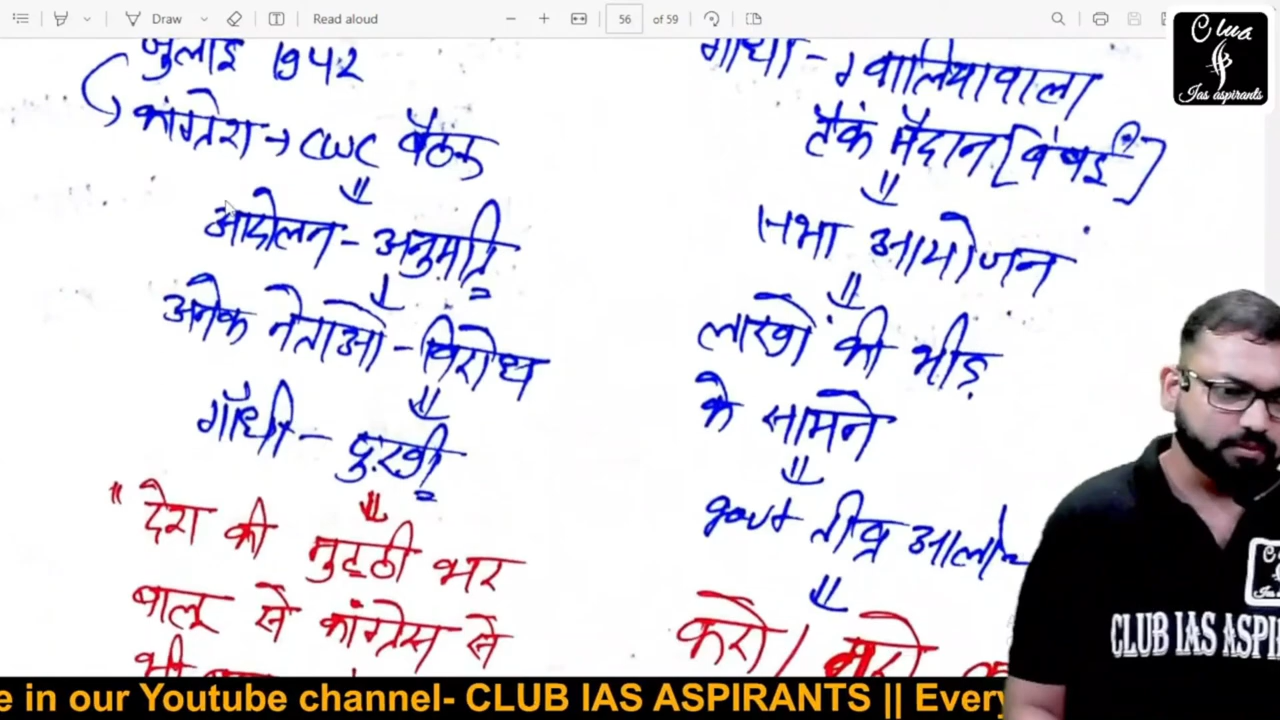 Draw
Read aloud
56
of 59
Club
Ias aspirants
जुलाई 1942
कांग्रेस → CWC बैठक
आंदोलन - अनुमति
अनेक नेताओं - विरोध
गाँधी - दुःखी
"देश की मुट्ठी भर
बालू से कांग्रेस से
भी
गाँधी - ग्वालियावाला
टैंक मैदान [बंबई]
सभा आयोजन
लाखों की भीड़
के सामने
govt तीव्र आलो
करो / मरो
CLUB IAS ASPI
e in our Youtube channel- CLUB IAS ASPIRANTS || Every